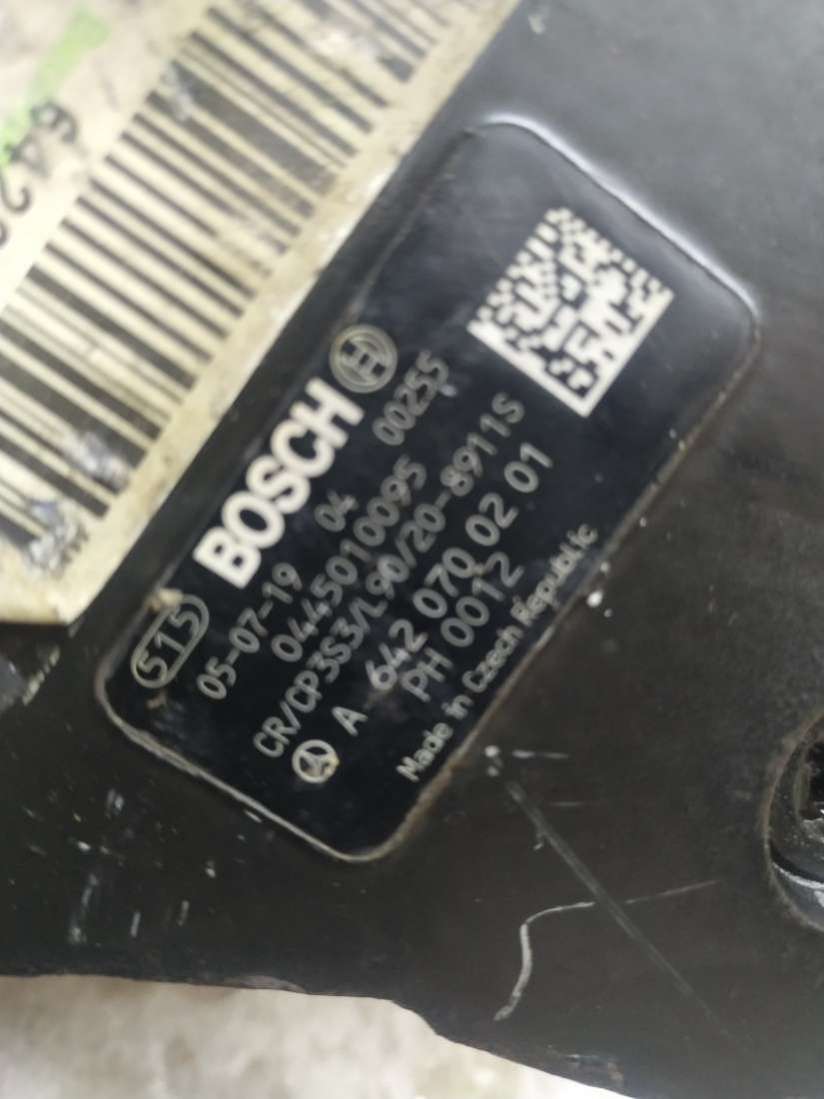 BOSCH
515
05-07-19 04 00255
0445010095
CR/CP3S3/L90/20-8911S
A 642 070 02 01
PH 0012
Made in Czech Republic